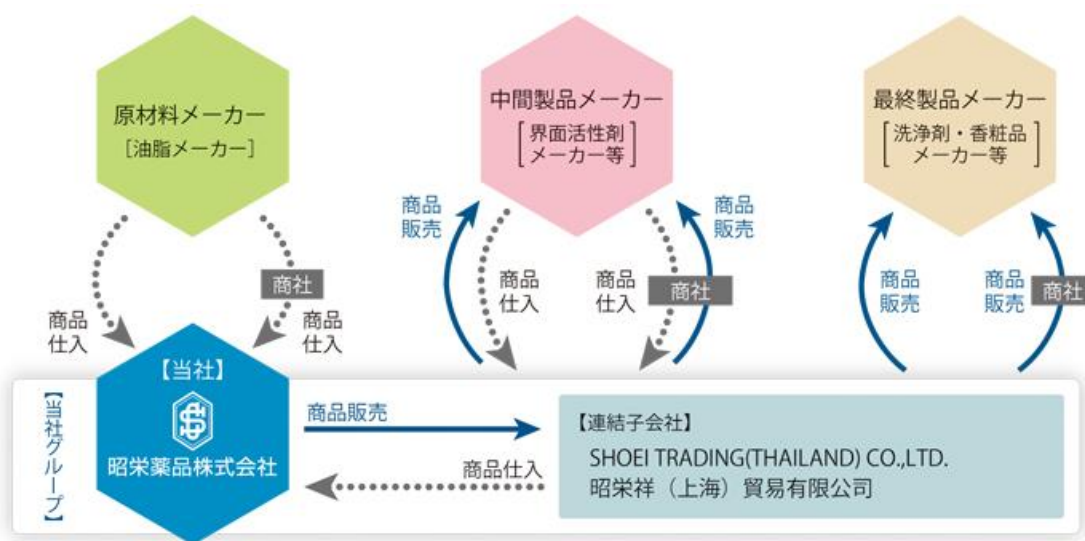 原材料メーカー
［油脂メーカー］
中間製品メーカー
界面活性剤
メーカー等
最終製品メーカー
洗浄剤・香粧品
メーカー等
商品
販売
商品
販売
商社
商品
仕入
商品
仕入
商品
仕入
商品
仕入
商社
商品
販売
商品
販売
商社
【当社グループ】
【当社】
昭栄薬品株式会社
商品販売
商品仕入
【連結子会社】
SHOEI TRADING(THAILAND) CO.,LTD.
昭栄祥（上海）貿易有限公司